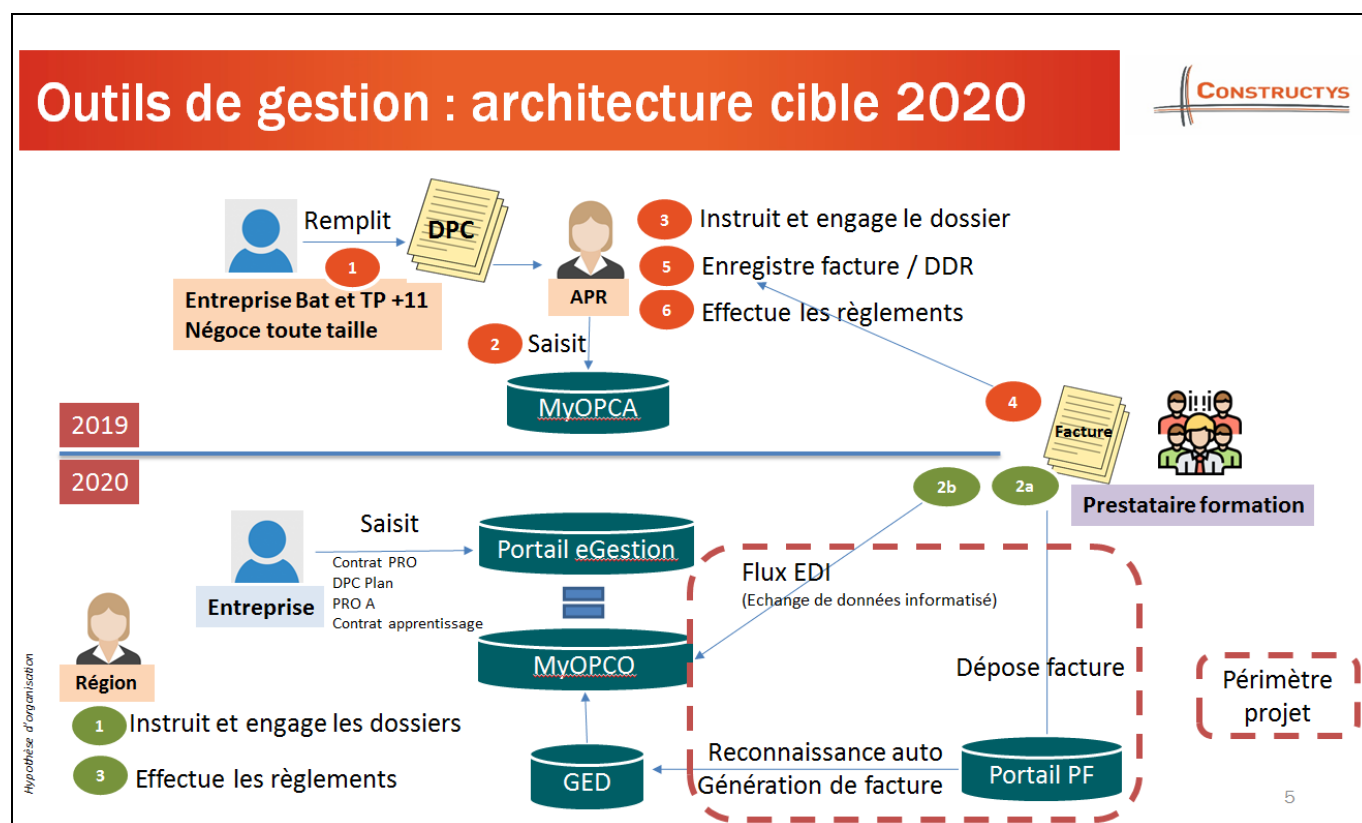 Outils de gestion : architecture cible 2020
CONSTRUCTYS
Remplit
DPC
1
Entreprise Bat et TP +11
Négoce toute taille
APR
3 Instruit et engage le dossier
5 Enregistre facture / DDR
6 Effectue les règlements
2 Saisit
MyOPCA
4
Facture
Prestataire formation
2019
2020
2b
2a
Saisit
Contrat PRO
DPC Plan
PRO A
Contrat apprentissage
Entreprise
Portail eGestion
Flux EDI
(Echange de données informatisé)
MyOPCO
Dépose facture
Périmètre
projet
Région
1 Instruit et engage les dossiers
3 Effectue les règlements
Hypothèse d'organisation
GED
Reconnaissance auto
Génération de facture
Portail PF
5